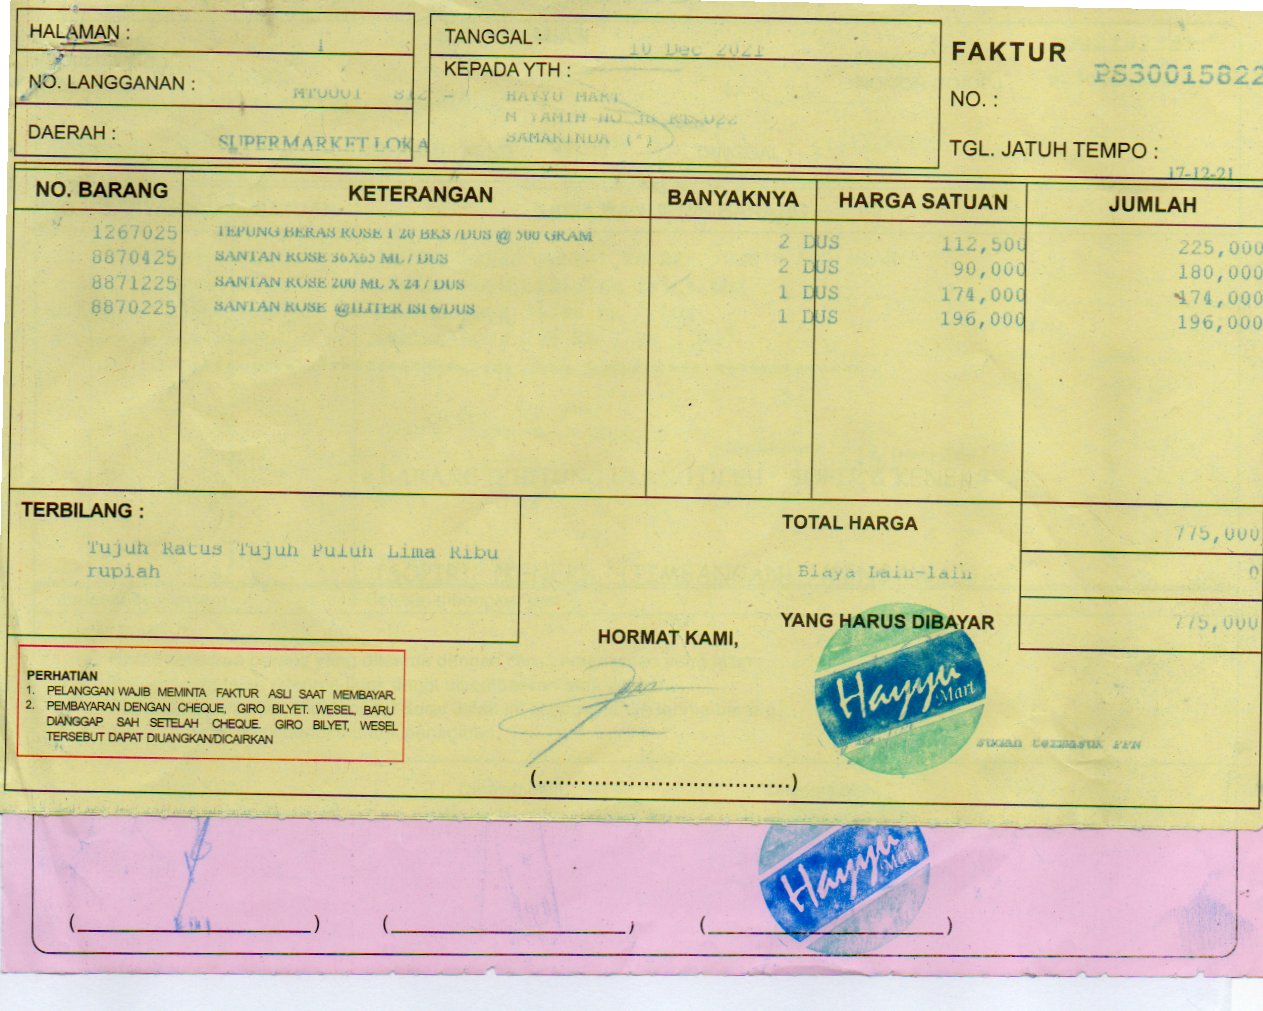 HALAMAN :
1
NO. LANGGANAN :
MT0001
DAERAH :
SUPERMARKET LOKA
TANGGAL :
10 Dec 2021
KEPADA YTH :
HAYYU MART
M YAMIN NO
SAMARINDA (*)
FAKTUR
PS30015822
NO. :
TGL. JATUH TEMPO :
17-12-21
NO. BARANG KETERANGAN BANYAKNYA HARGA SATUAN JUMLAH
1267025 TEPUNG BERAS ROSE 1 20 BKS /DUS @ 500 GRAM 2 DUS 112,500 225,000
8870425 SANTAN ROSE 36X65 ML / DUS 2 DUS 90,000 180,000
8871225 SANTAN ROSE 200 ML X 24 / DUS 1 DUS 174,000 174,000
8870225 SANTAN ROSE @1LITER ISI 6/DUS 1 DUS 196,000 196,000
TERBILANG :
Tujuh Ratus Tujuh Puluh Lima Ribu
rupiah
TOTAL HARGA 775,000
Biaya Lain-lain 0
YANG HARUS DIBAYAR 775,000
HORMAT KAMI,
PERHATIAN
1. PELANGGAN WAJIB MEMINTA FAKTUR ASLI SAAT MEMBAYAR.
2. PEMBAYARAN DENGAN CHEQUE, GIRO BILYET. WESEL, BARU
DIANGGAP SAH SETELAH CHEQUE. GIRO BILYET, WESEL
TERSEBUT DAPAT DIUANGKAN/DICAIRKAN
Hayyu
Mart
sudah termasuk PPN
(....................................)
Hayyu
Mart
( ) ( ) ( )